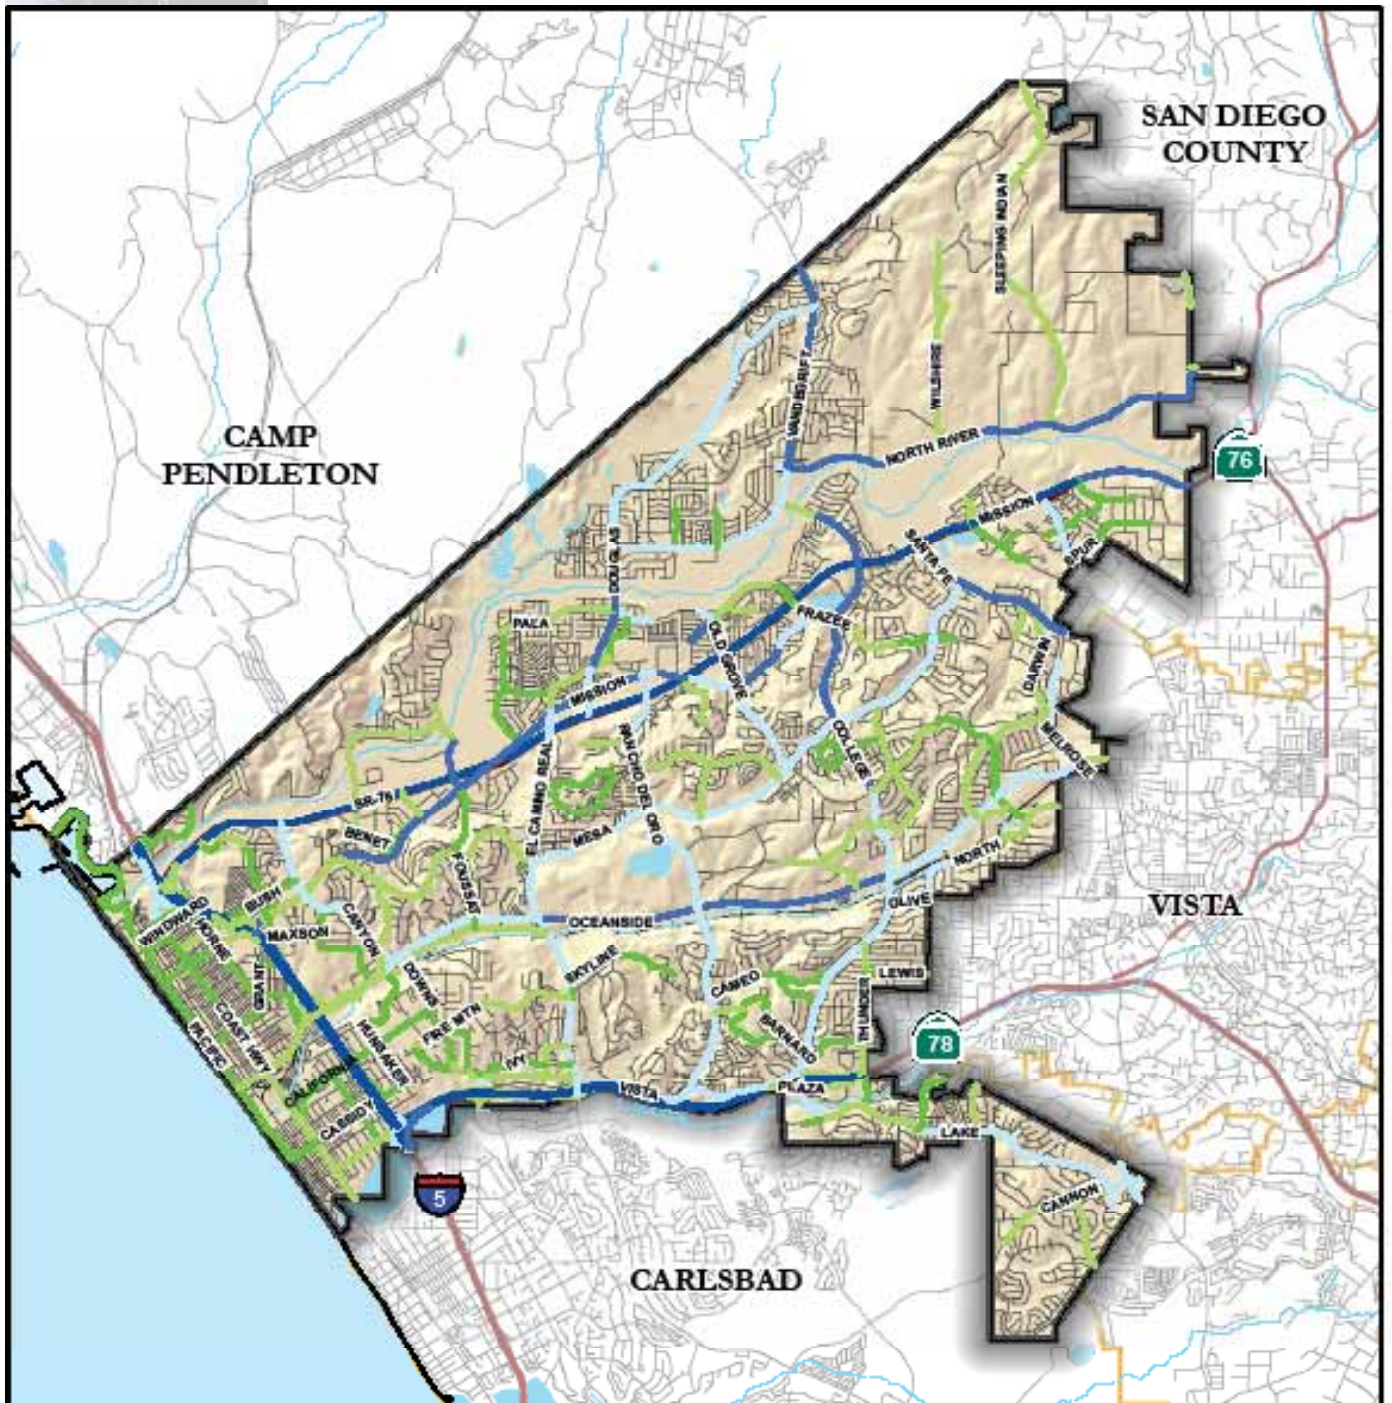 SAN DIEGO
COUNTY
SLEEPING INDIAN
WILSHIRE
VANDEGRIFT
CAMP
PENDLETON
NORTH RIVER
76
MISSION
SANTA FE
SPUR
DOUGLAS
PALA
FRAZEE
OLD GROVE
DARWIN
MISSION
RANCHO DEL ORO
COLLEGE
MELROSE
EL CAMINO REAL
SR-76
BENET
MESA
NORTH
FOUSSAT
BUSH
OLIVE
VISTA
WINDWARD
HORNE
MAXSON
CANYON
OCEANSIDE
GRANT
DOWNS
SKYLINE
LEWIS
CAMEO
THUNDER
COAST HWY
PACIFIC
HUNSAKER
FIRE MTN
BARNARD
78
IVY
CALIFORNIA
VISTA
PLAZA
CASSIDY
LAKE
5
CANNON
CARLSBAD